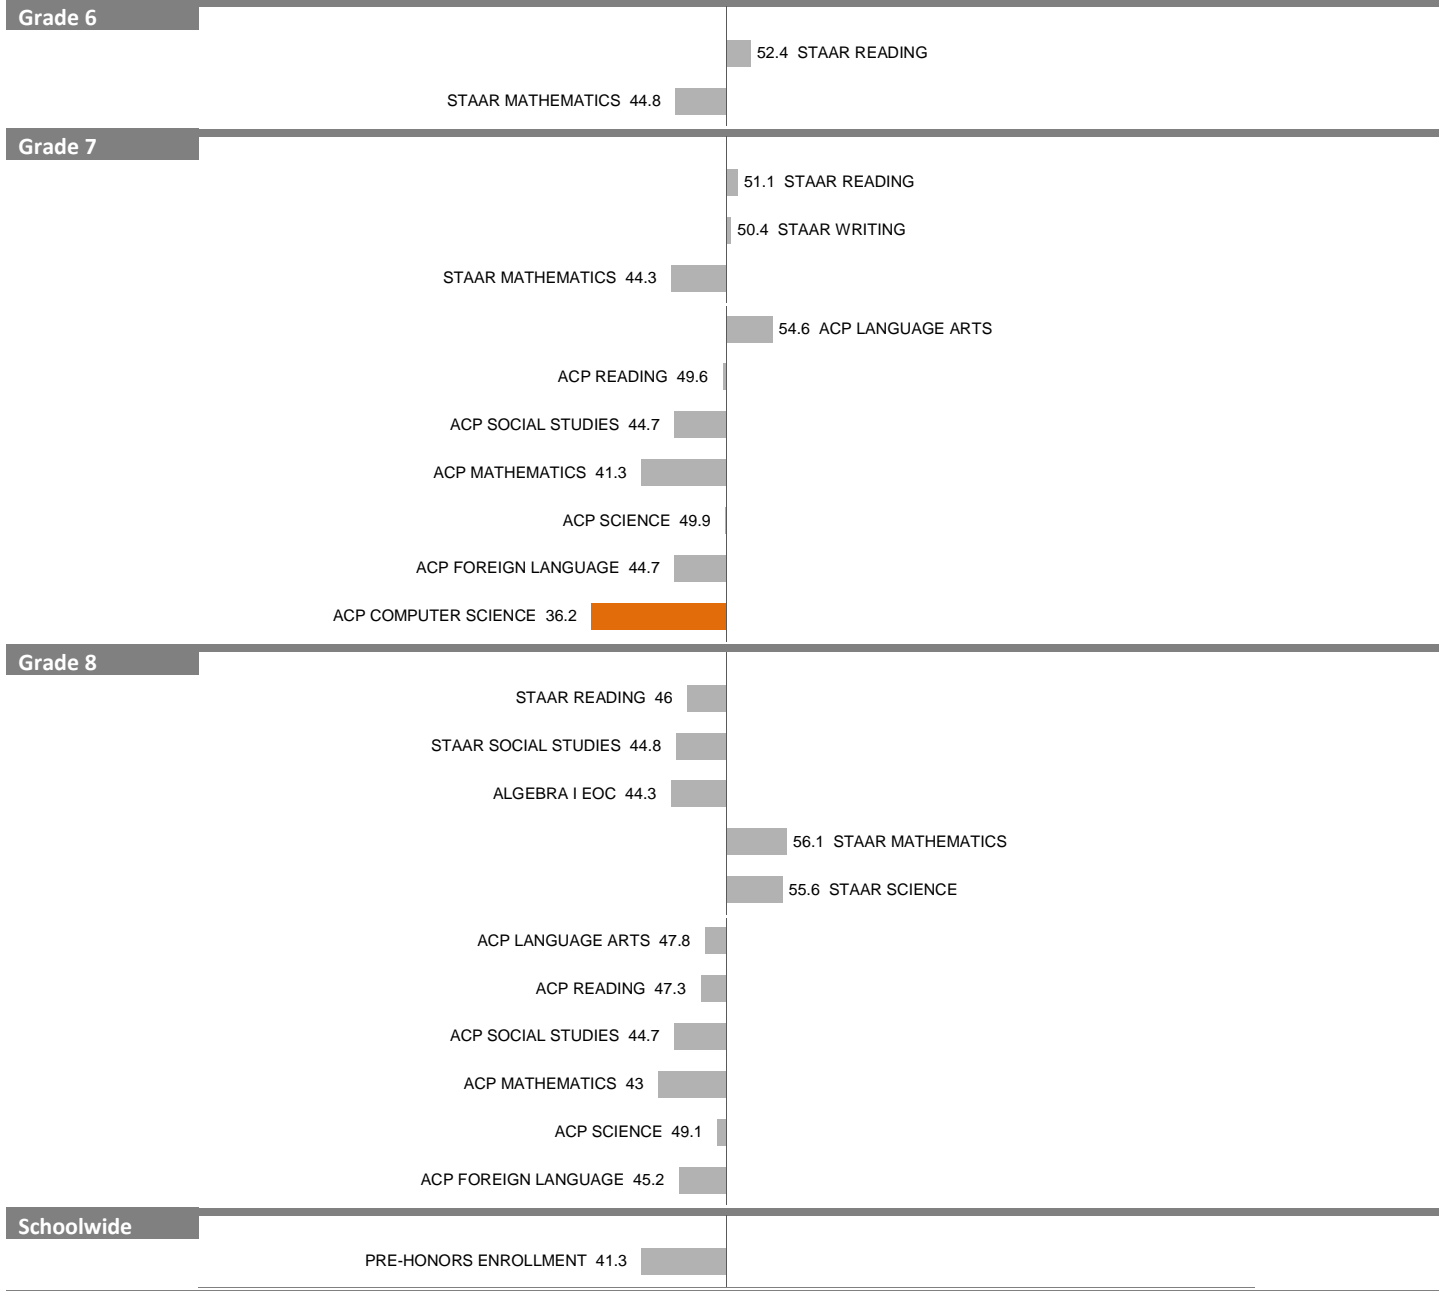 Grade 6
52.4 STAAR READING
STAAR MATHEMATICS 44.8
Grade 7
51.1 STAAR READING
50.4 STAAR WRITING
STAAR MATHEMATICS 44.3
54.6 ACP LANGUAGE ARTS
ACP READING 49.6
ACP SOCIAL STUDIES 44.7
ACP MATHEMATICS 41.3
ACP SCIENCE 49.9
ACP FOREIGN LANGUAGE 44.7
ACP COMPUTER SCIENCE 36.2
Grade 8
STAAR READING 46
STAAR SOCIAL STUDIES 44.8
ALGEBRA I EOC 44.3
56.1 STAAR MATHEMATICS
55.6 STAAR SCIENCE
ACP LANGUAGE ARTS 47.8
ACP READING 47.3
ACP SOCIAL STUDIES 44.7
ACP MATHEMATICS 43
ACP SCIENCE 49.1
ACP FOREIGN LANGUAGE 45.2
Schoolwide
PRE-HONORS ENROLLMENT 41.3